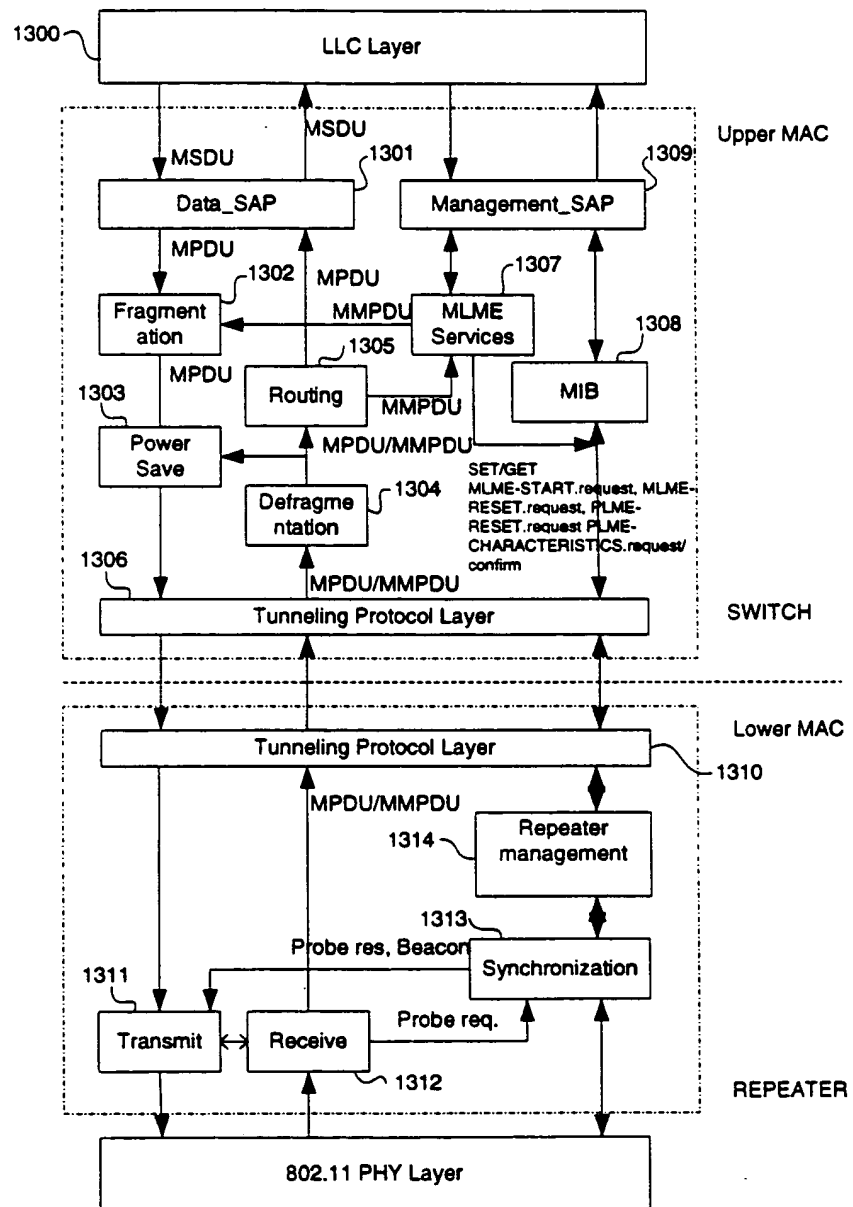 1300
LLC Layer
MSDU
MSDU
Upper MAC
1301
1309
Data_SAP
Management_SAP
MPDU
1302
MPDU
1307
Fragment
ation
MMPDU
MLME
Services
1308
1305
MPDU
Routing
MMPDU
MIB
1303
Power
Save
MPDU/MMPDU
SET/GET
MLME-START.request, MLME-
RESET.request, PLME-
RESET.request PLME-
CHARACTERISTICS.request/
confirm
Defragme
ntation
1304
1306
MPDU/MMPDU
Tunneling Protocol Layer
SWITCH
Lower MAC
Tunneling Protocol Layer
1310
MPDU/MMPDU
Repeater
management
1314
1313
Probe res, Beacon
Synchronization
1311
Probe req.
Transmit
Receive
1312
REPEATER
802.11 PHY Layer